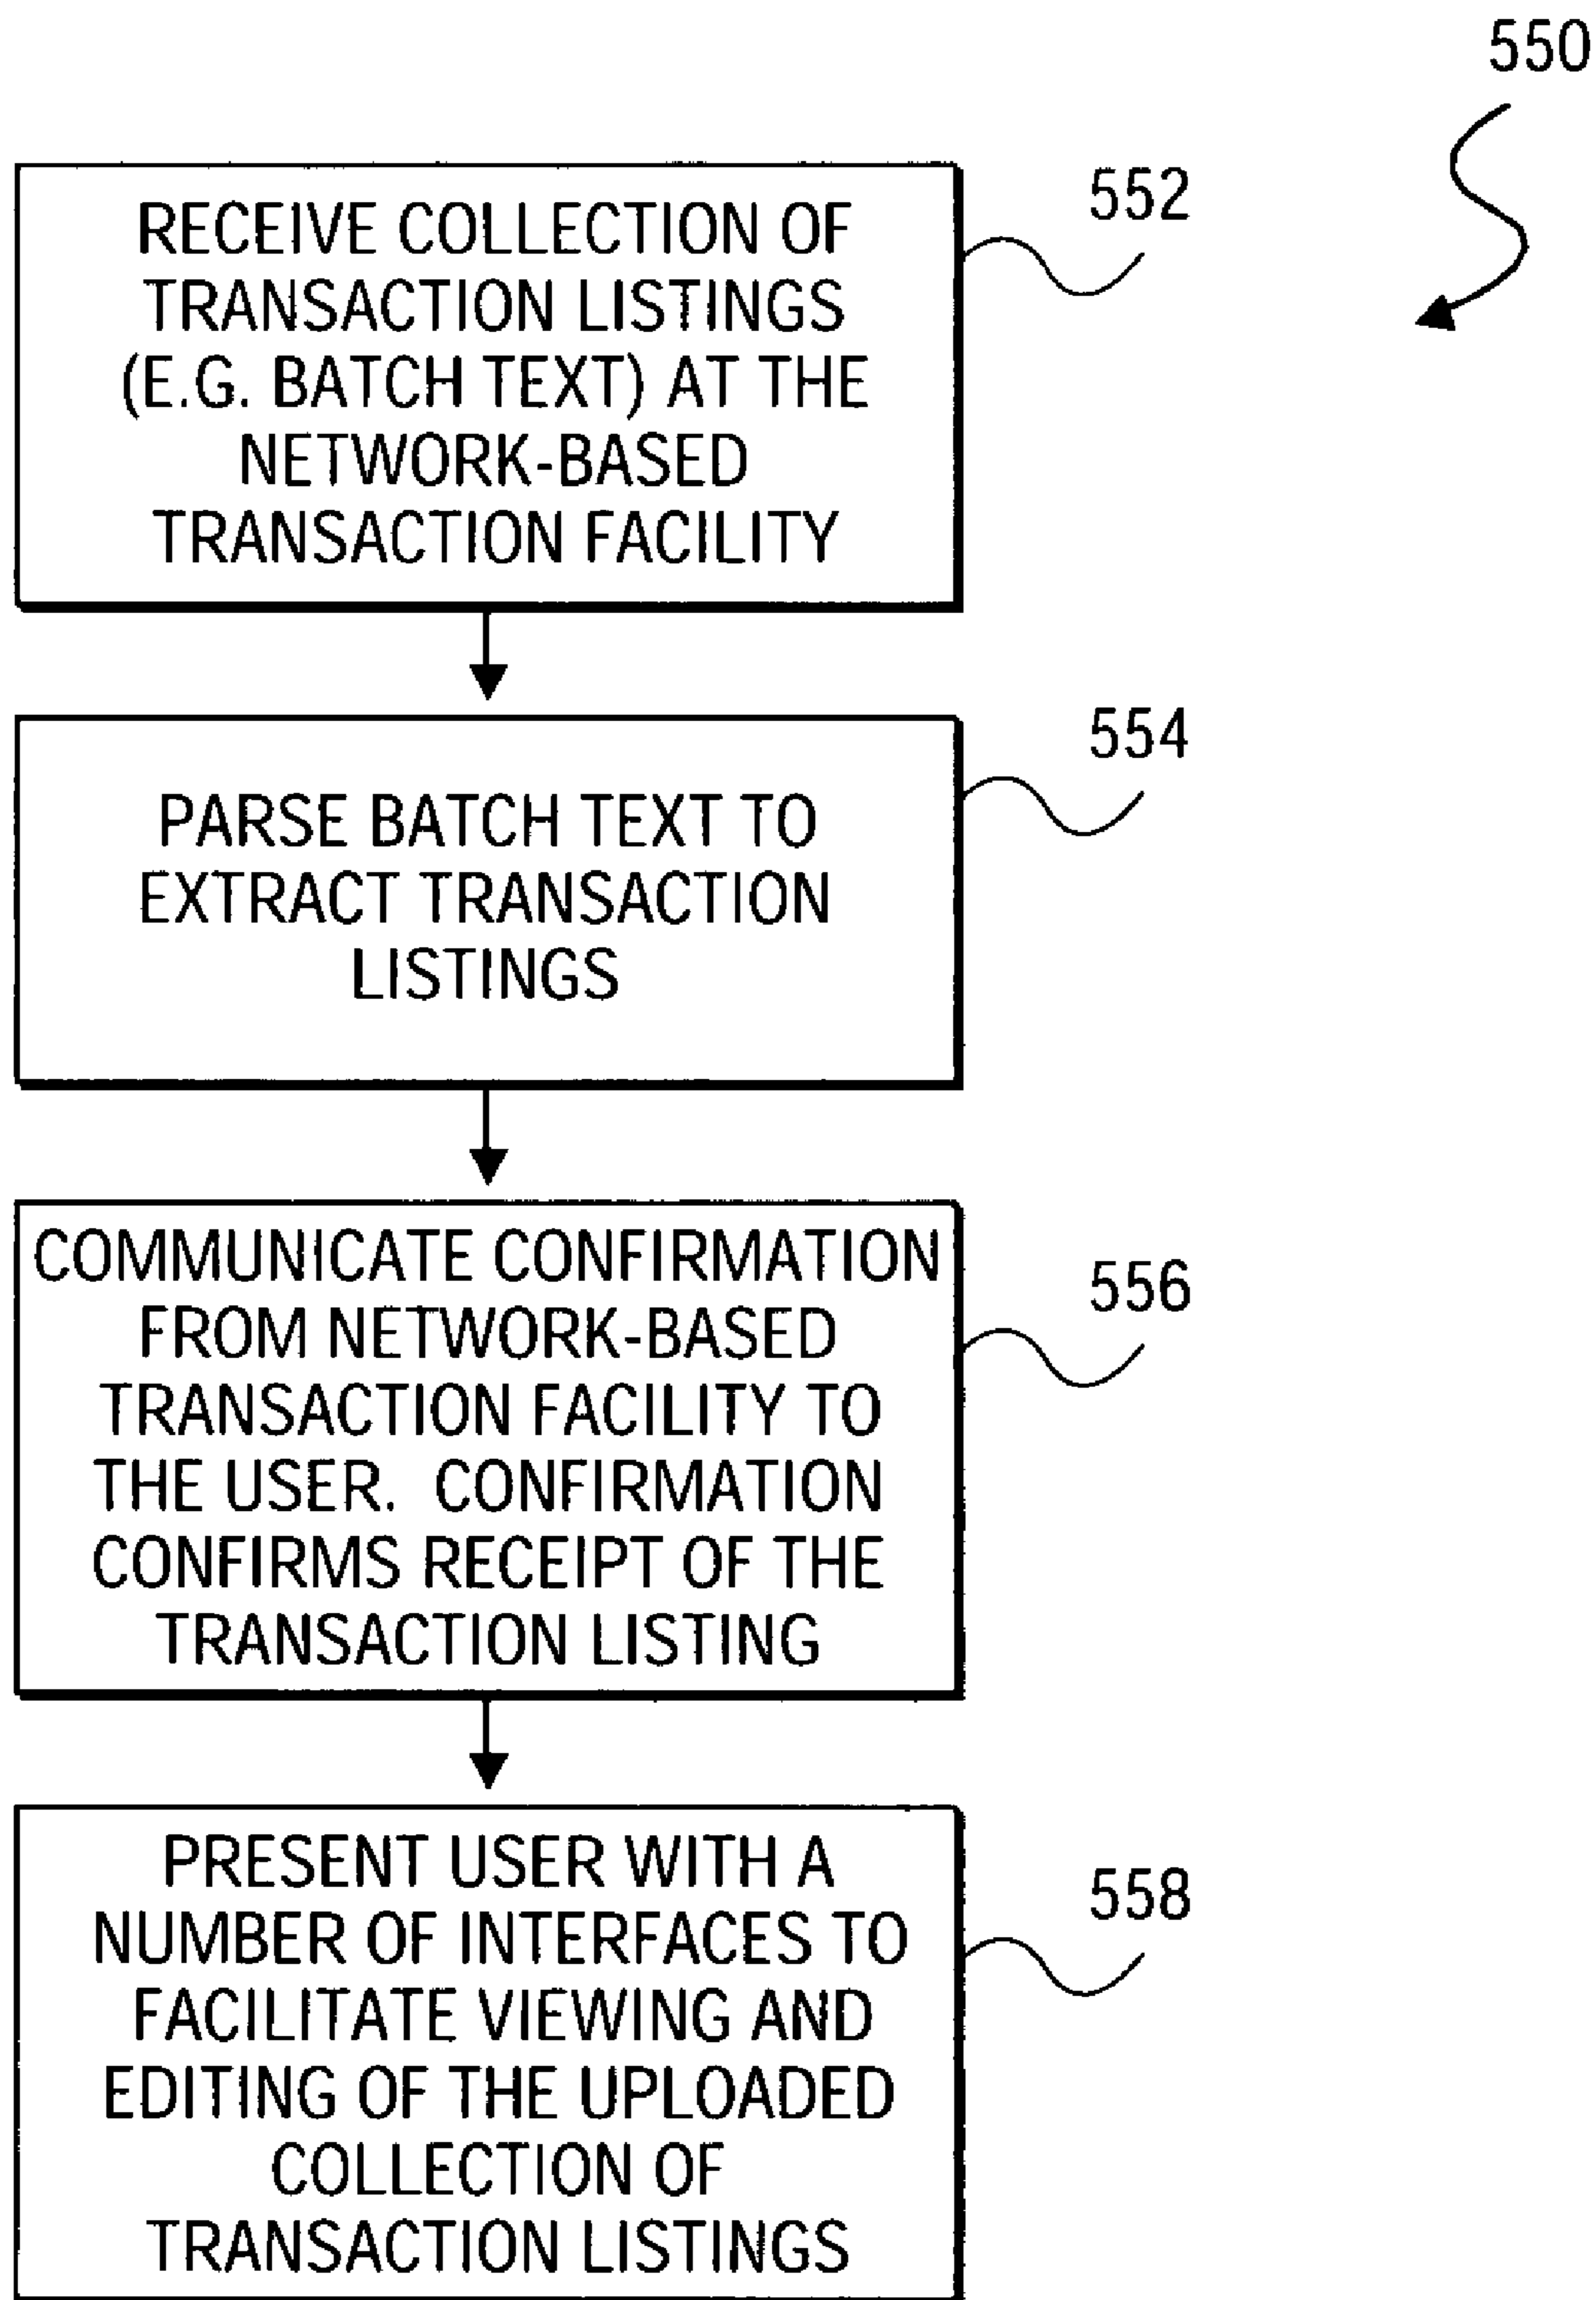 550
552
RECEIVE COLLECTION OF
TRANSACTION LISTINGS
(E.G. BATCH TEXT) AT THE
NETWORK-BASED
TRANSACTION FACILITY
554
PARSE BATCH TEXT TO
EXTRACT TRANSACTION
LISTINGS
556
COMMUNICATE CONFIRMATION
FROM NETWORK-BASED
TRANSACTION FACILITY TO
THE USER. CONFIRMATION
CONFIRMS RECEIPT OF THE
TRANSACTION LISTING
558
PRESENT USER WITH A
NUMBER OF INTERFACES TO
FACILITATE VIEWING AND
EDITING OF THE UPLOADED
COLLECTION OF
TRANSACTION LISTINGS